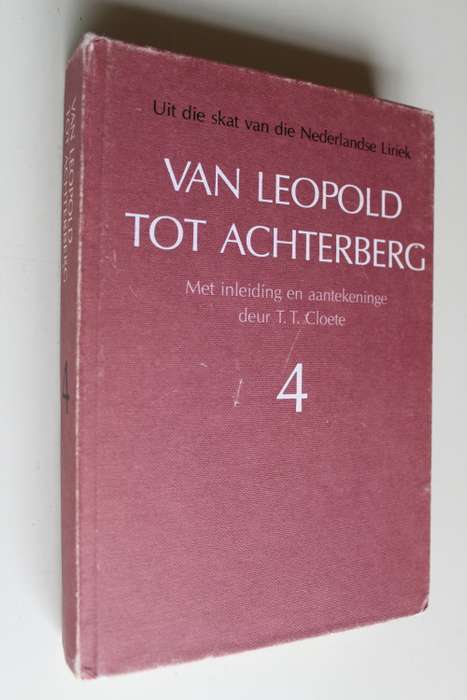 Uit die skat van die Nederlandse Liriek
VAN LEOPOLD
TOT ACHTERBERG
Met inleiding en aantekeninge
deur T. T. Cloete
4
VAN LEOPOLD
TOT ACHTERBERG
4